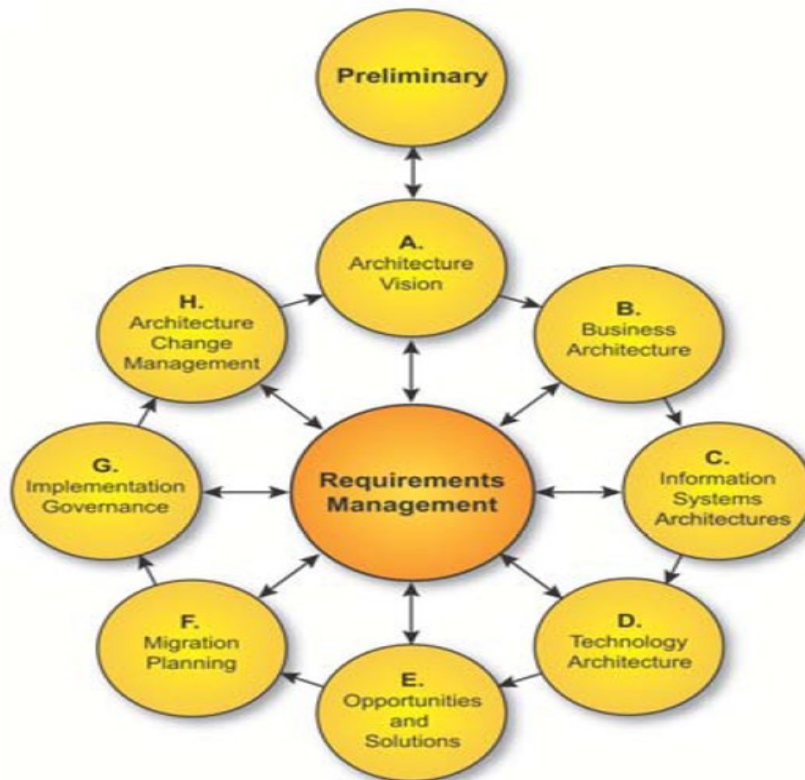 Preliminary
A.
Architecture
Vision
B.
Business
Architecture
C.
Information
Systems
Architectures
D.
Technology
Architecture
E.
Opportunities
and
Solutions
F.
Migration
Planning
G.
Implementation
Governance
H.
Architecture
Change
Management
Requirements
Management